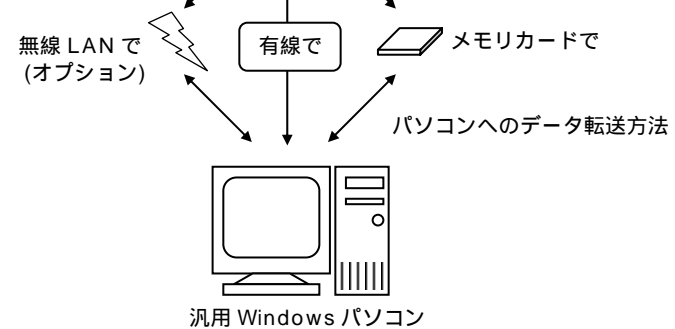 無線 LAN で
(オプション)
有線で
メモリカードで
パソコンへのデータ転送方法
汎用 Windows パソコン